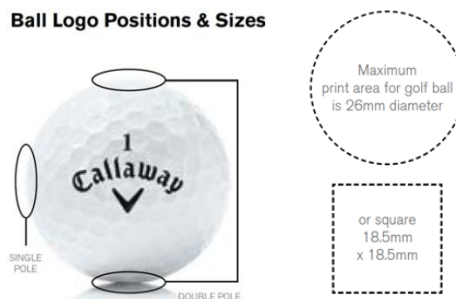 Ball Logo Positions & Sizes
Maximum
print area for golf ball
is 26mm diameter
1
Callaway
or square
18.5mm
x 18.5mm
SINGLE
POLE
DOUBLE POLE